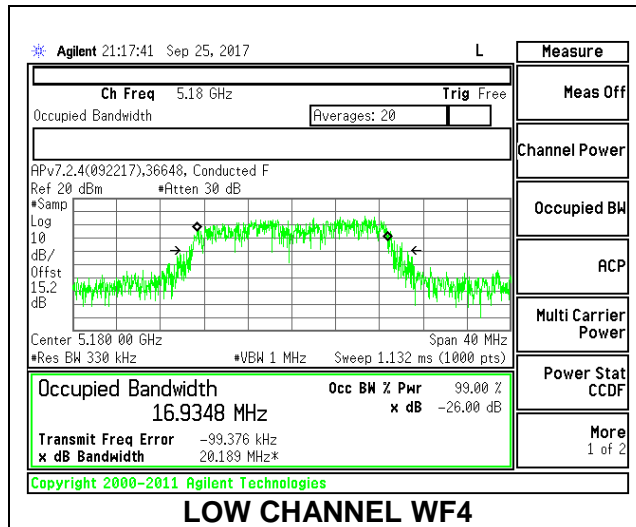 Agilent 21:17:41 Sep 25, 2017 L Measure
Ch Freq 5.18 GHz Trig Free
Meas Off
Occupied Bandwidth Averages: 20
Channel Power
APv7.2.4(092217),36648, Conducted F
Ref 20 dBm #Atten 30 dB
#Samp
Log
10
dB/
Offst
15.2
dB
Occupied BW
ACP
Multi Carrier
Power
Center 5.180 00 GHz Span 40 MHz
#Res BW 330 kHz #VBW 1 MHz Sweep 1.132 ms (1000 pts)
Occupied Bandwidth Occ BW % Pwr 99.00 %
16.9348 MHz x dB -26.00 dB
Transmit Freq Error -99.376 kHz
x dB Bandwidth 20.189 MHz*
Power Stat
CCDF
More
1 of 2
Copyright 2000-2011 Agilent Technologies
LOW CHANNEL WF4